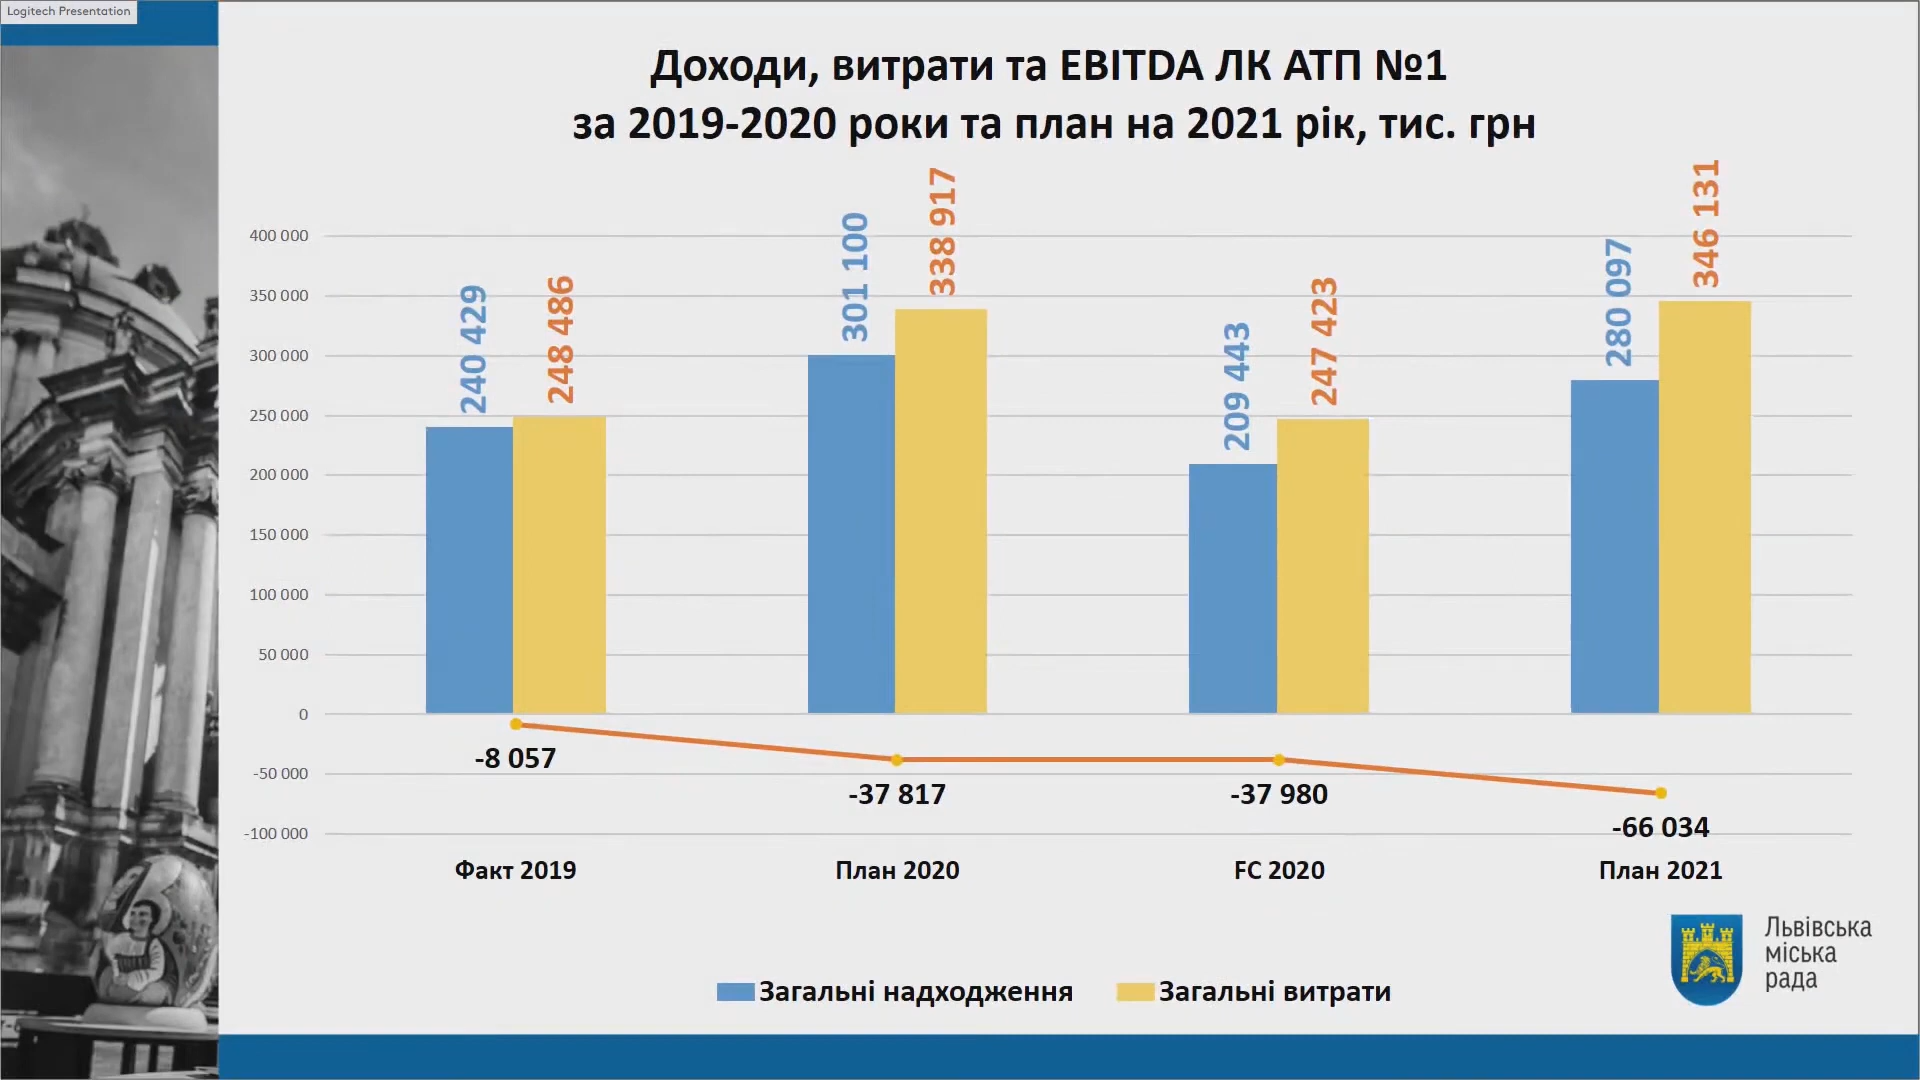 Logitech Presentation
Доходи, витрати та EBITDA ЛК АТП №1
за 2019-2020 роки та план на 2021 рік, тис. грн
400 000
350 000
300 000
250 000
200 000
150 000
100 000
50 000
0
-50 000
-100 000
240 429
248 486
301 100
338 917
209 443
247 423
280 097
346 131
-8 057
-37 817
-37 980
-66 034
Факт 2019
План 2020
FC 2020
План 2021
Загальні надходження
Загальні витрати
Львівська
міська
рада